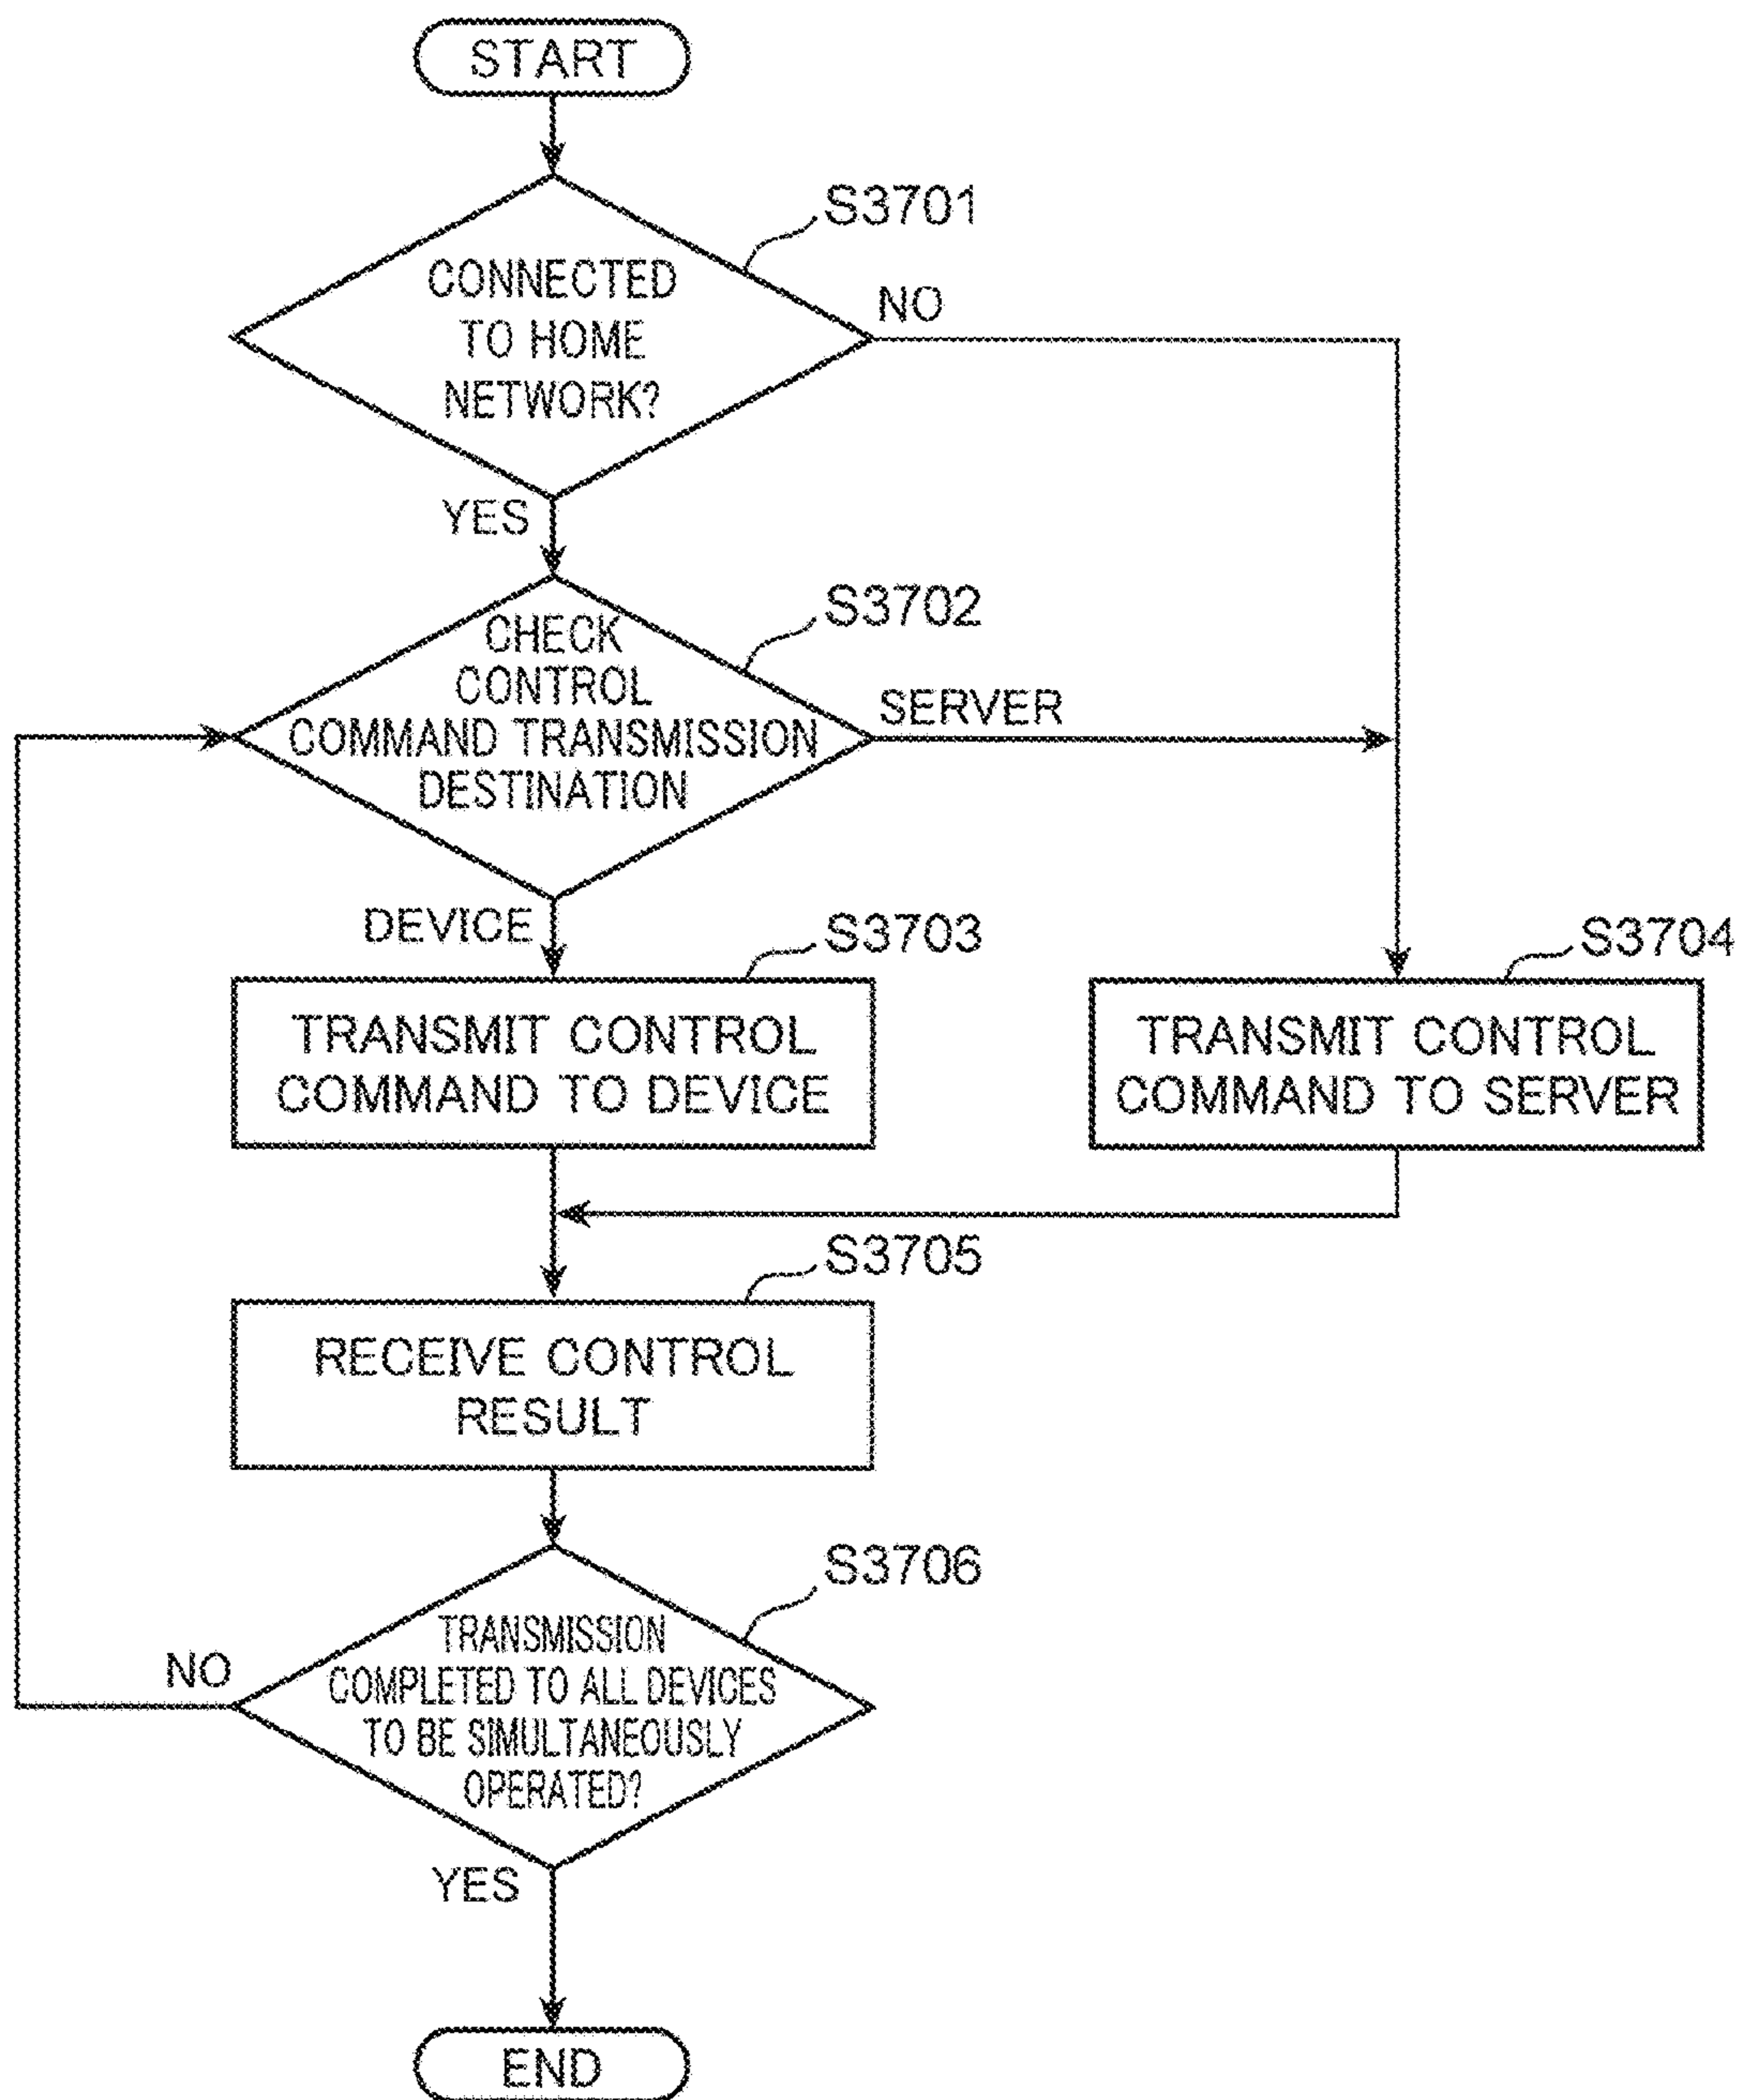 START
S3701
CONNECTED
TO HOME
NETWORK?
NO
YES
S3702
CHECK
CONTROL
COMMAND TRANSMISSION
DESTINATION
SERVER
DEVICE
S3703
TRANSMIT CONTROL
COMMAND TO DEVICE
S3704
TRANSMIT CONTROL
COMMAND TO SERVER
S3705
RECEIVE CONTROL
RESULT
S3706
TRANSMISSION
COMPLETED TO ALL DEVICES
TO BE SIMULTANEOUSLY
OPERATED?
NO
YES
END